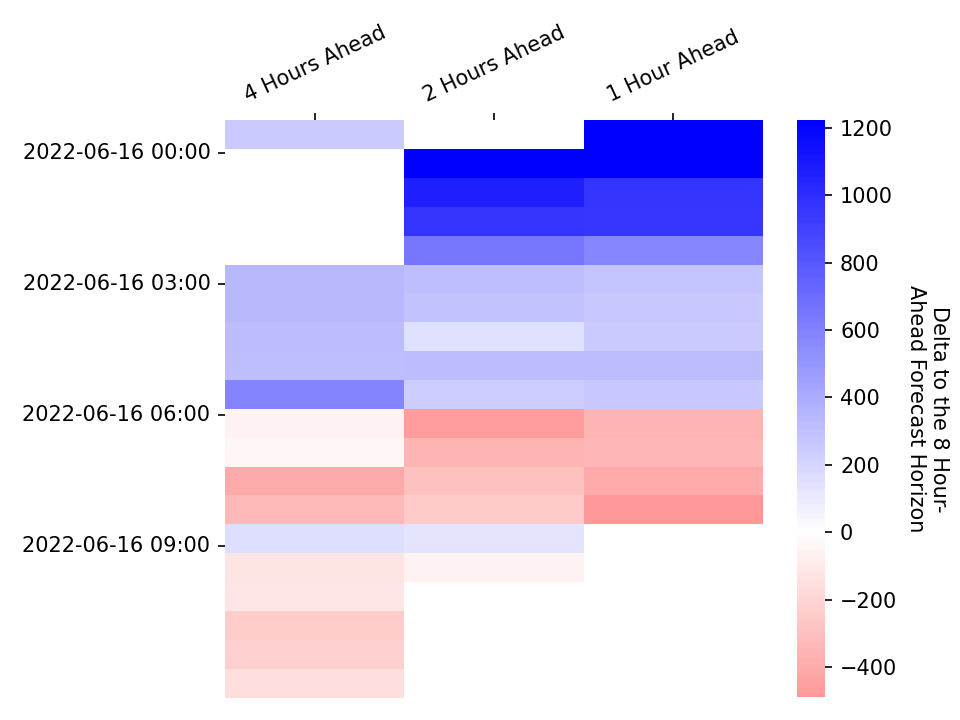 4 Hours Ahead
2 Hours Ahead
1 Hour Ahead
2022-06-16 00:00
2022-06-16 03:00
2022-06-16 06:00
2022-06-16 09:00
1200
1000
800
600
400
200
0
−200
−400
Delta to the 8 Hour-
Ahead Forecast Horizon